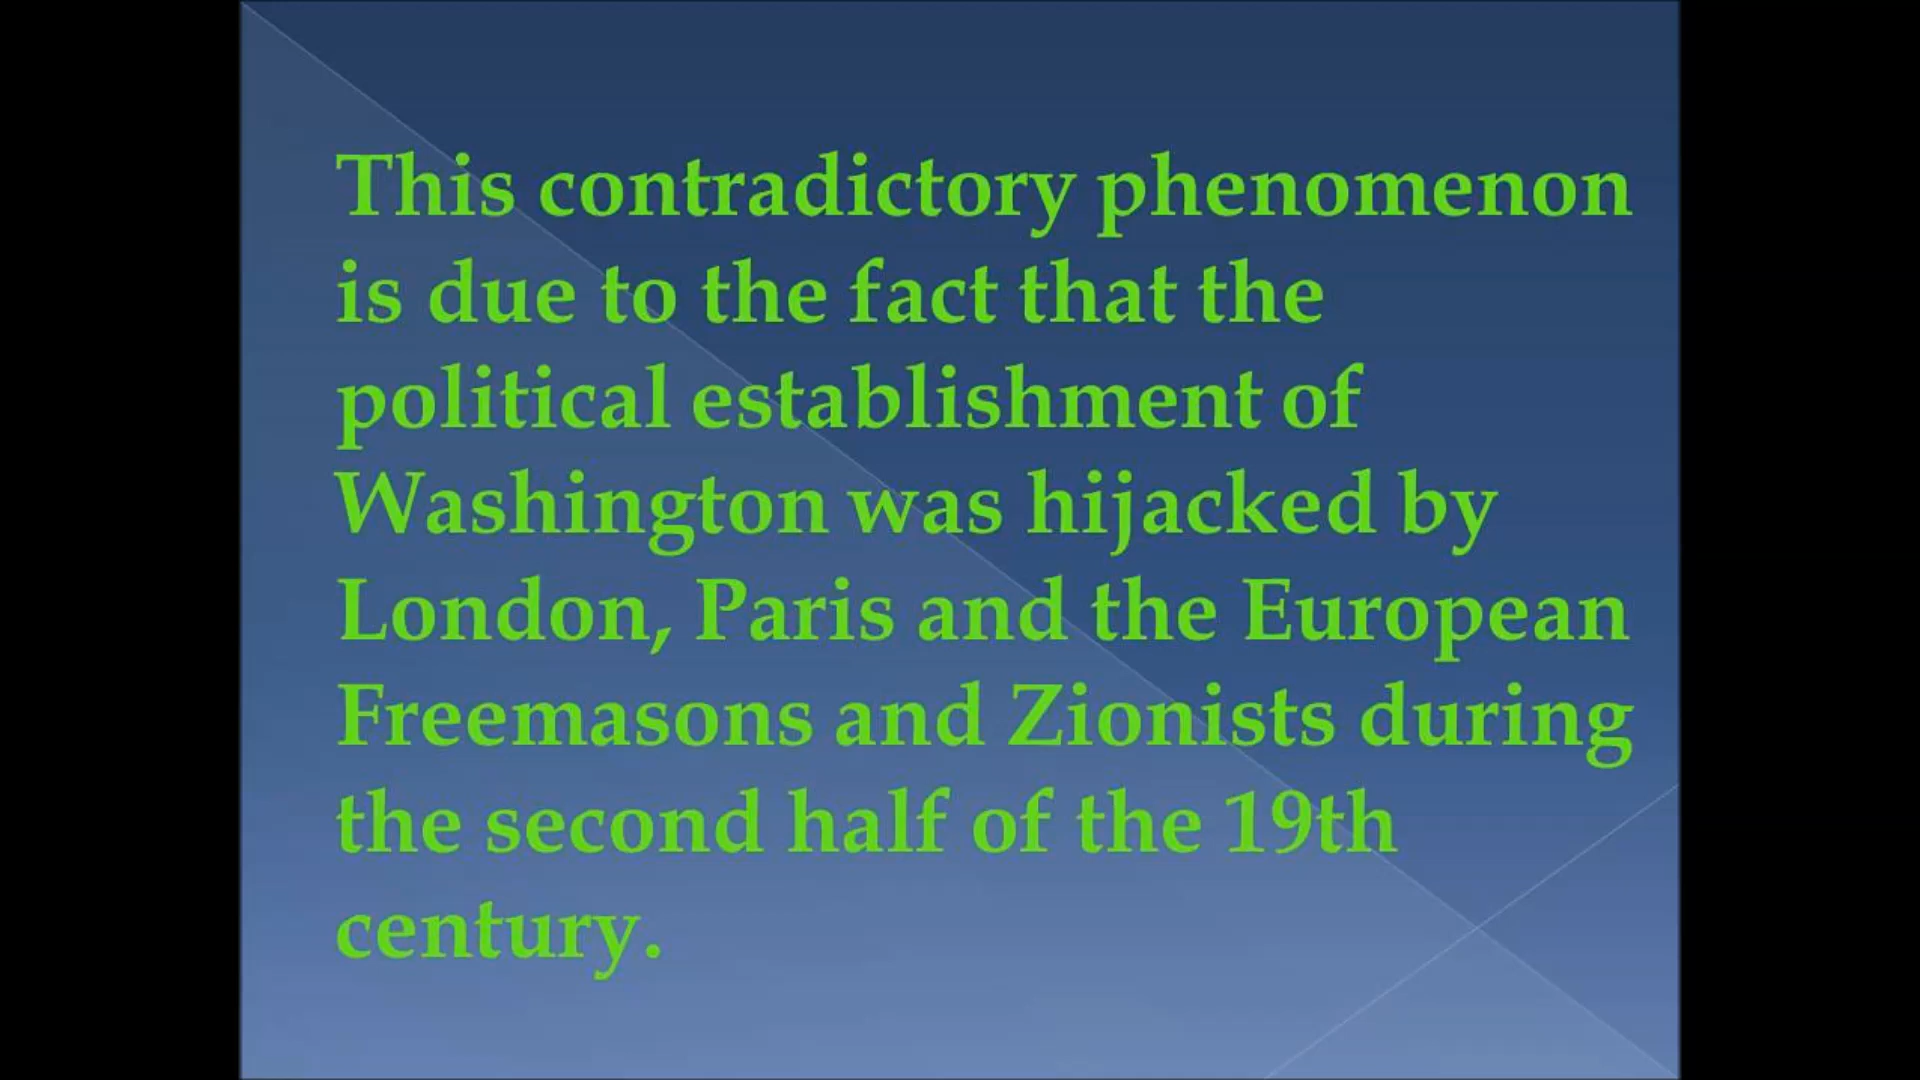 This contradictory phenomenon
is due to the fact that the
political establishment of
Washington was hijacked by
London, Paris and the European
Freemasons and Zionists during
the second half of the 19th
century.